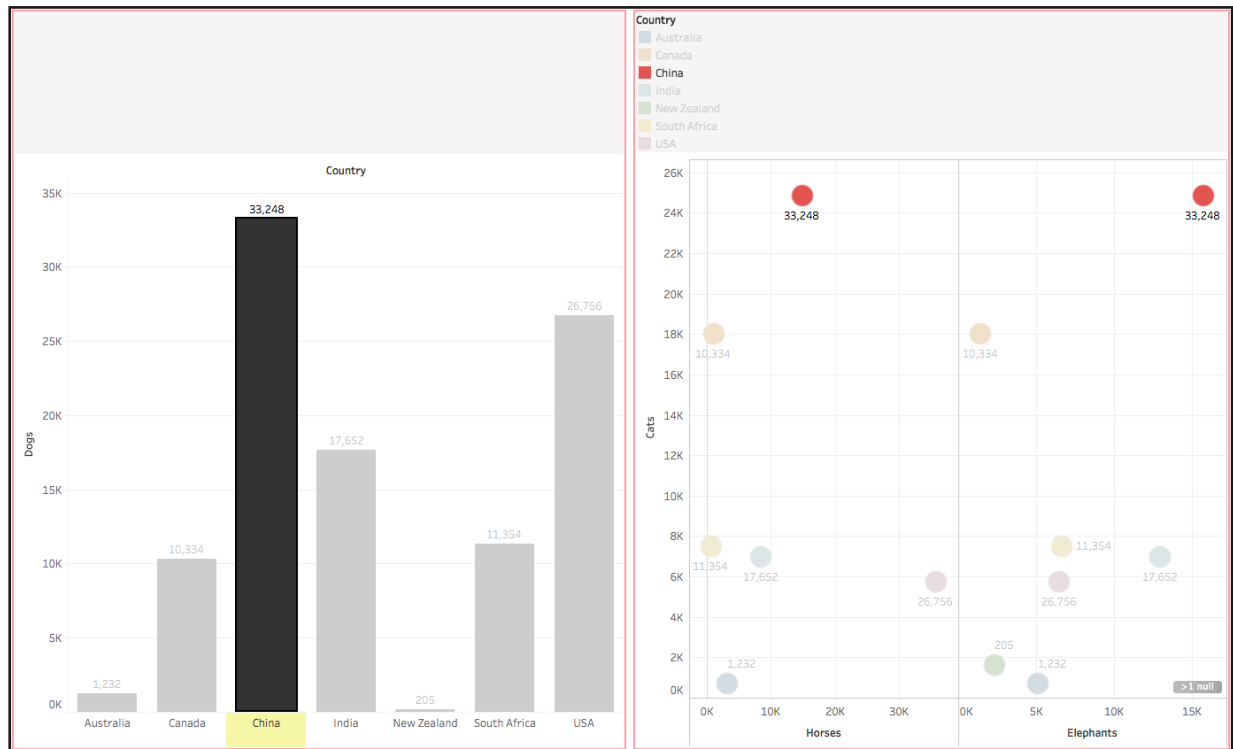 Country
35K
33,248
30K
26,756
25K
20K
Dogs
17,652
15K
11,354
10,334
10K
5K
1,232
205
0K
Australia
Canada
China
India
New Zealand
South Africa
USA
Country
Australia
Canada
China
India
New Zealand
South Africa
USA
26K
24K
33,248
33,248
22K
20K
18K
10,334
10,334
16K
14K
Cats
12K
10K
8K
11,354
11,354
17,652
17,652
6K
26,756
26,756
4K
205
2K
1,232
1,232
0K
>1 null
0K
10K
20K
30K
0K
5K
10K
15K
Horses
Elephants